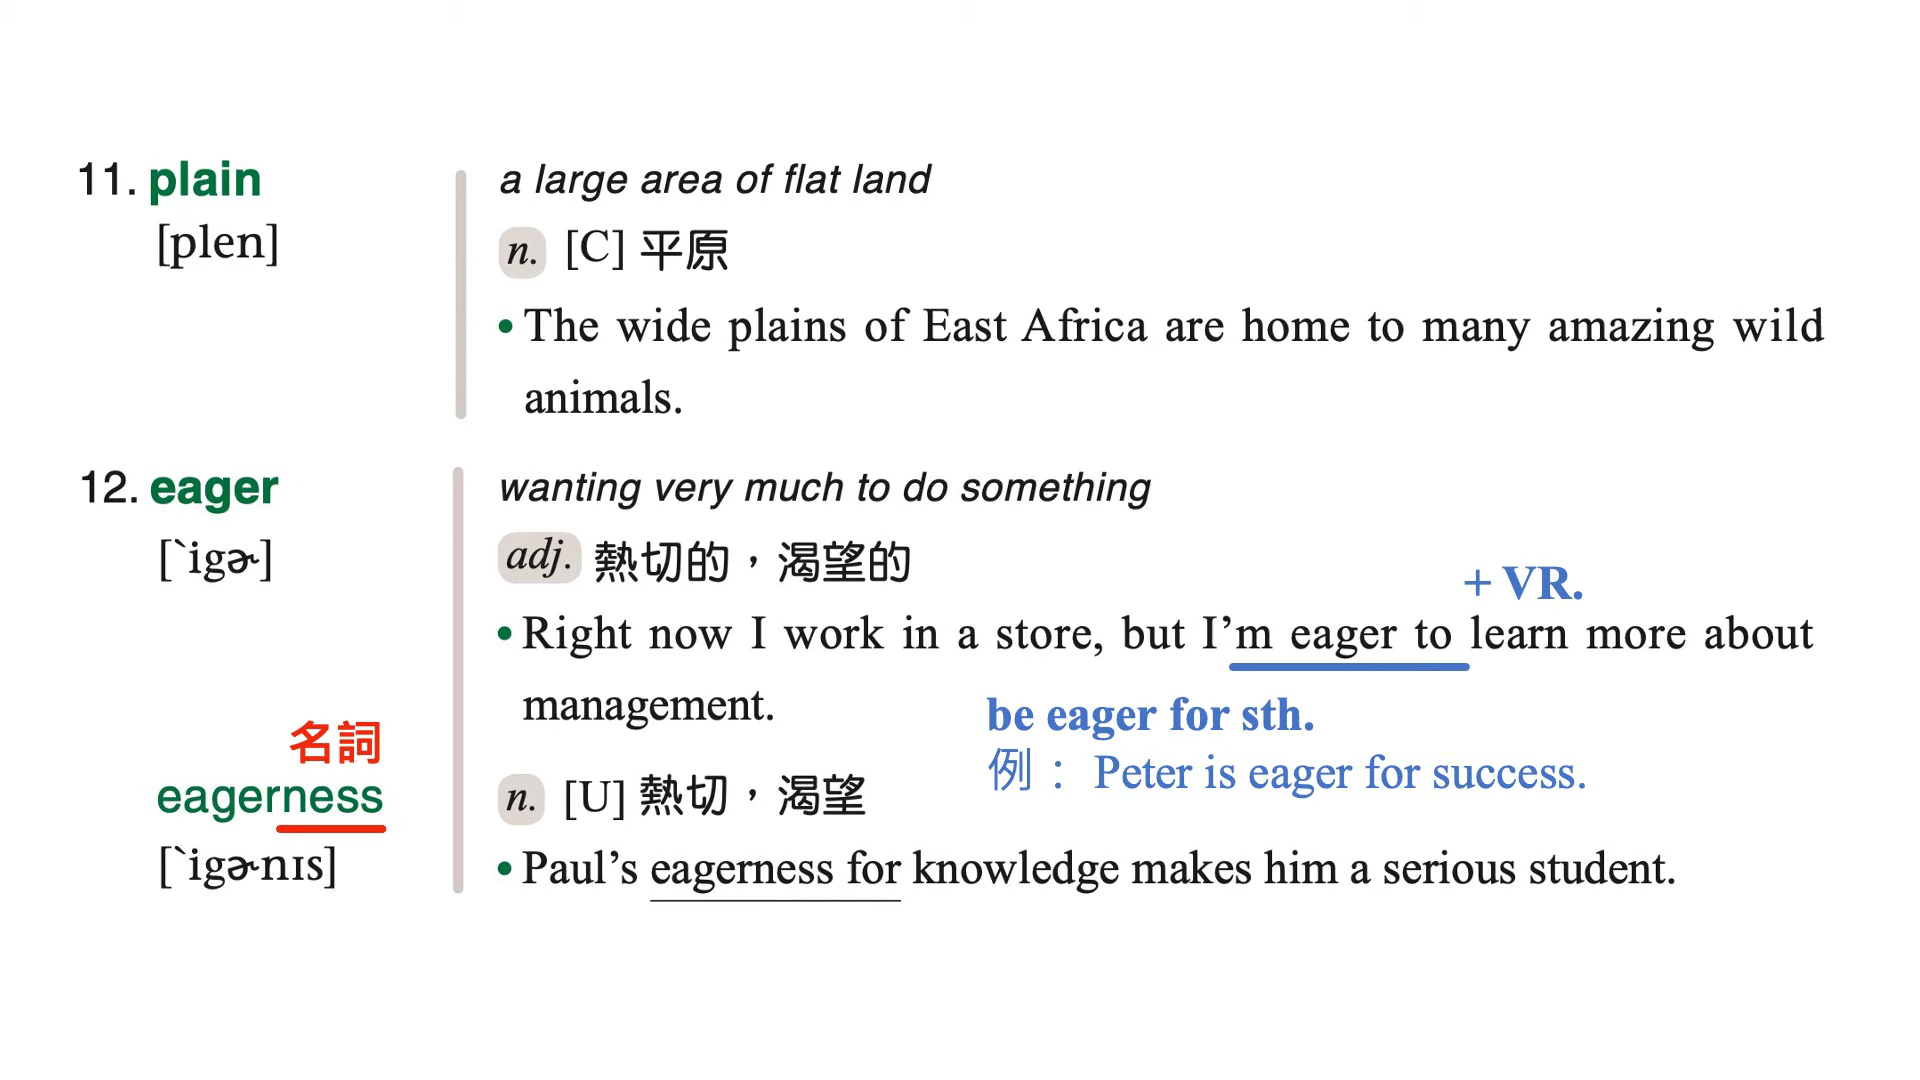 11. plain
[plen]
a large area of flat land
n. [C] 平原
• The wide plains of East Africa are home to many amazing wild
animals.
12. eager
[ˋigɚ]
wanting very much to do something
adj. 熱切的，渴望的
+ VR.
• Right now I work in a store, but I’m eager to learn more about
management.
be eager for sth.
例： Peter is eager for success.
名詞
eagerness
[ˋigɚnɪs]
n. [U] 熱切，渴望
• Paul’s eagerness for knowledge makes him a serious student.